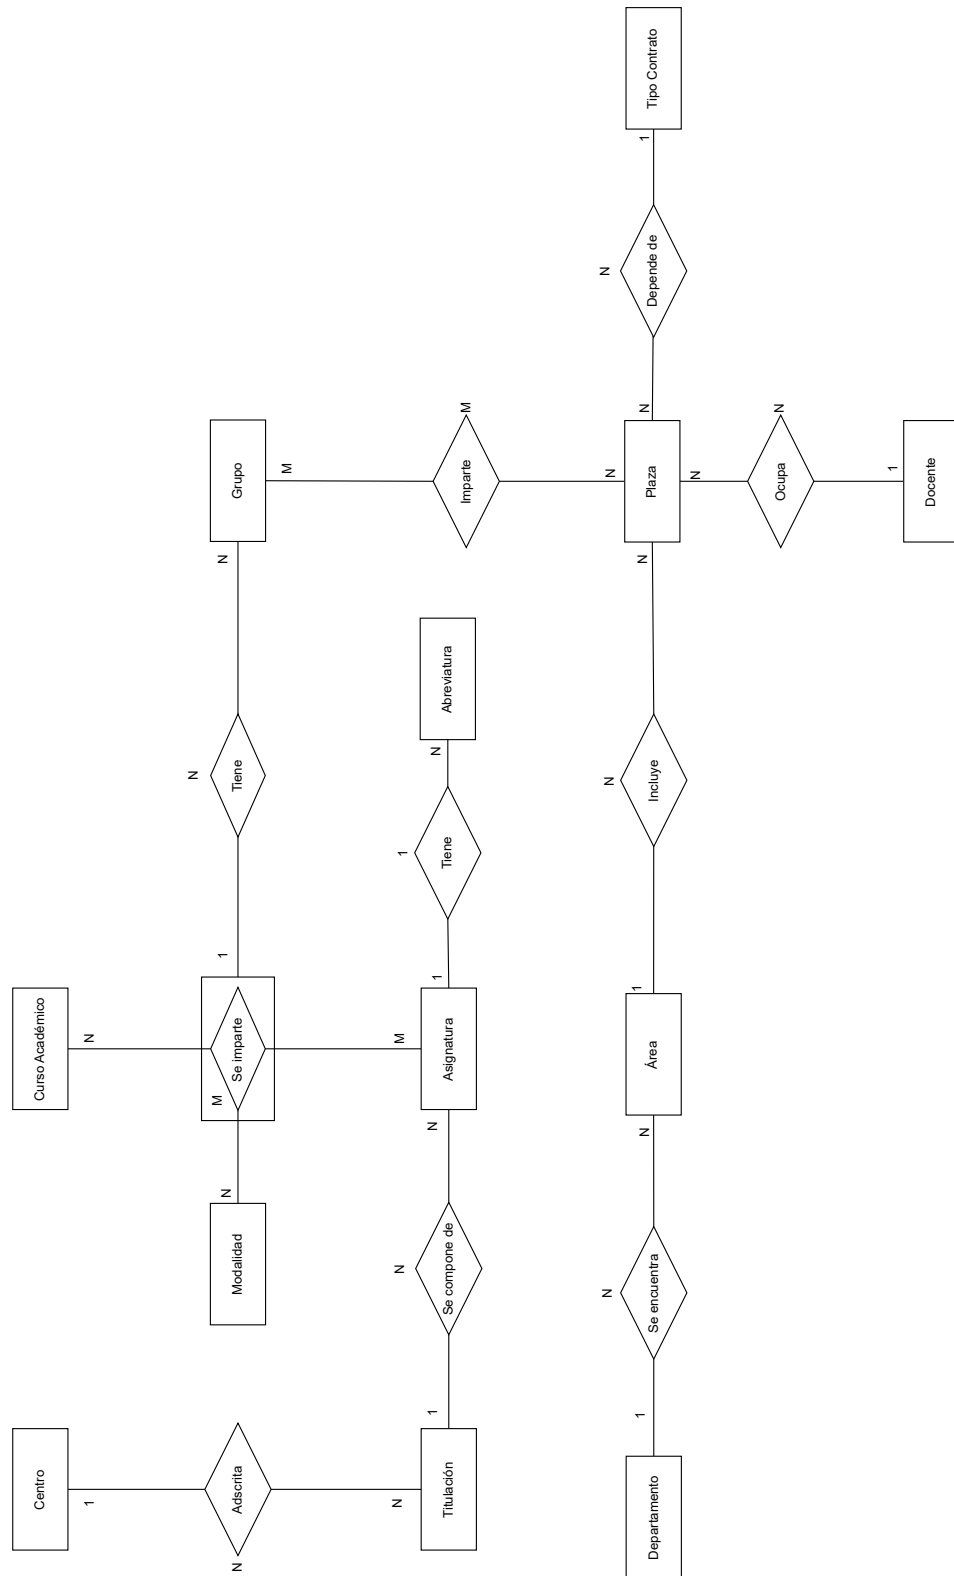 Centro
Curso Académico
1
N
N
N
Adscrita
Modalidad
N
M
Se imparte
1
Tiene
N
Grupo
M
N
N
M
1
Titulación
1
Se compone de
N
Asignatura
1
Tiene
N
Abreviatura
Imparte
M
N
N
N
N
Departamento
1
Se encuentra
N
Área
1
Incluye
N
Plaza
N
Depende de
1
Tipo Contrato
N
Ocupa
N
1
Docente